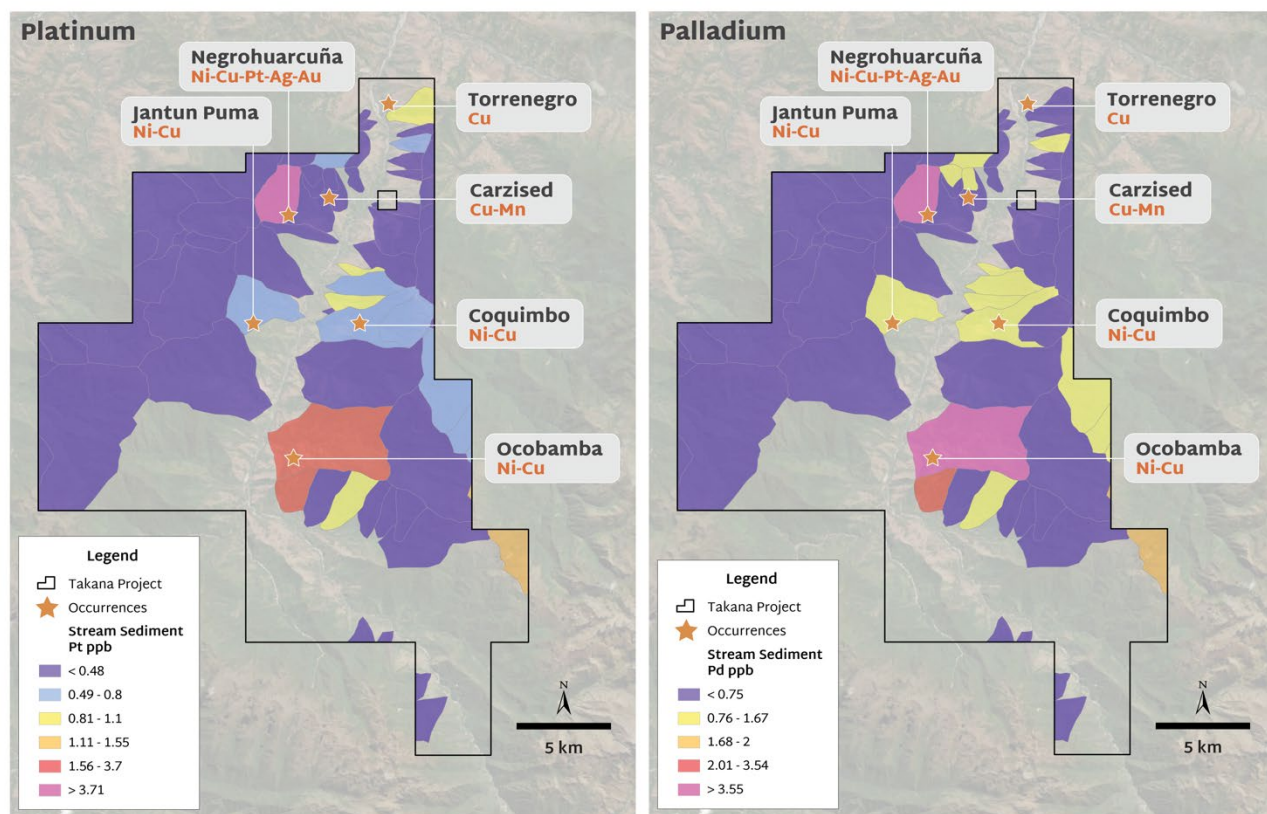 Platinum
Negrohuarcuña
Ni-Cu-Pt-Ag-Au
Jantun Puma
Ni-Cu
Torrenegro
Cu
Carzised
Cu-Mn
Coquimbo
Ni-Cu
Ocobamba
Ni-Cu
Legend
Takana Project
Occurrences
Stream Sediment
Pt ppb
< 0.48
0.49 - 0.8
0.81 - 1.1
1.11 - 1.55
1.56 - 3.7
> 3.71
N
5 km
Palladium
Negrohuarcuña
Ni-Cu-Pt-Ag-Au
Jantun Puma
Ni-Cu
Torrenegro
Cu
Carzised
Cu-Mn
Coquimbo
Ni-Cu
Ocobamba
Ni-Cu
Legend
Takana Project
Occurrences
Stream Sediment
Pd ppb
< 0.75
0.76 - 1.67
1.68 - 2
2.01 - 3.54
> 3.55
N
5 km